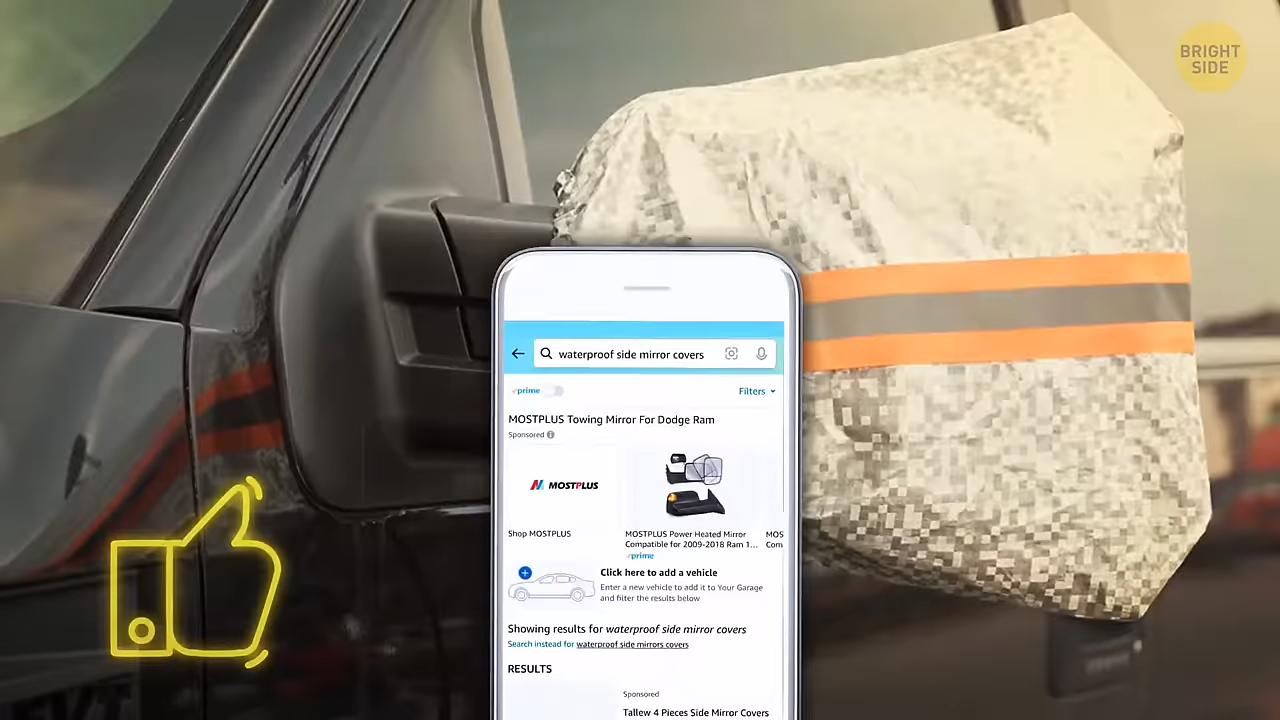 BRIGHT
SIDE
waterproof side mirror covers
prime
Filters
MOSTPLUS Towing Mirror For Dodge Ram
Sponsored
MOSTPLUS
Shop MOSTPLUS
MOSTPLUS Power Heated Mirror
Compatible for 2009-2018 Ram 1...
prime
MOS
Com
Click here to add a vehicle
Enter a new vehicle to add it to Your Garage
and filter the results below
Showing results for waterproof side mirror covers
Search instead for waterproof side mirrors covers
RESULTS
Sponsored
Tallew 4 Pieces Side Mirror Covers